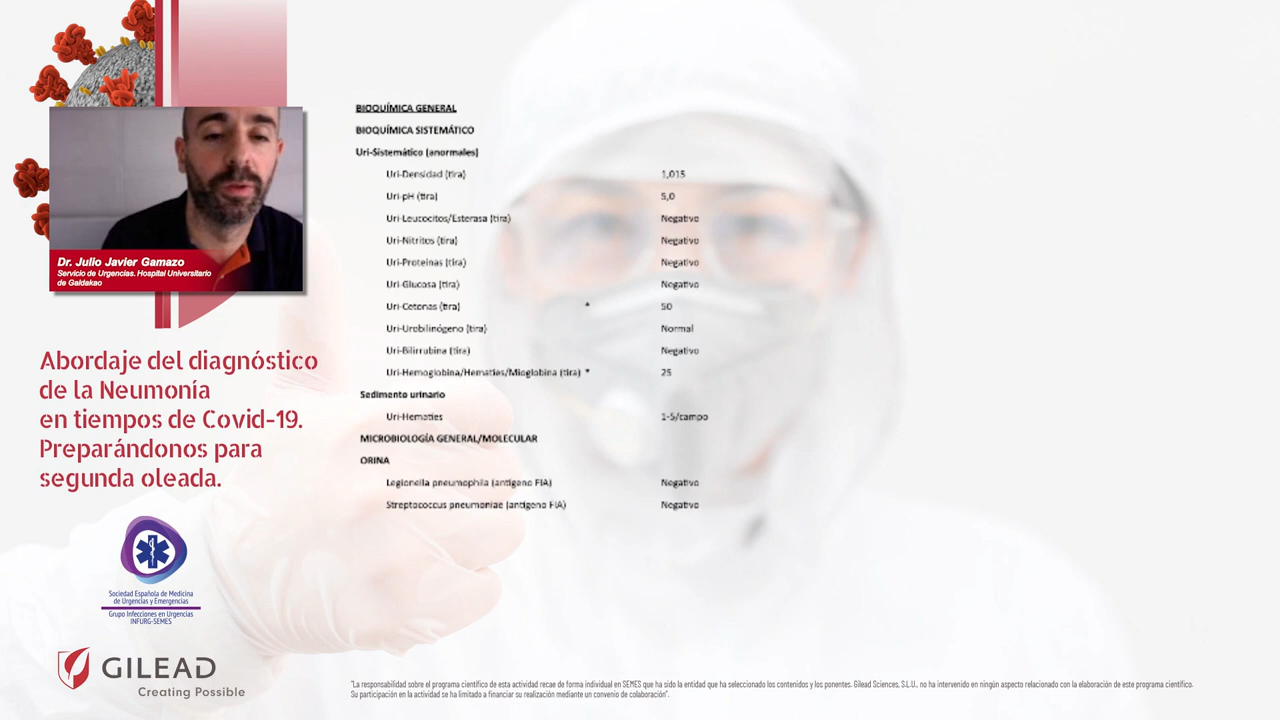 Dr. Julio Javier Gamazo
Servicio de Urgencias. Hospital Universitario
de Galdakao
Abordaje del diagnóstico
de la Neumonía
en tiempos de Covid-19.
Preparándonos para
segunda oleada.
Sociedad Española de Medicina
de Urgencias y Emergencias
Grupo Infecciones en Urgencias
INFURG-SEMES
GILEAD
Creating Possible
BIOQUÍMICA GENERAL
BIOQUÍMICA SISTEMÁTICO
Uri-Sistemático (anormales)
Uri-Densidad (tira) 1,015
Uri-pH (tira) 5,0
Uri-Leucocitos/Esterasa (tira) Negativo
Uri-Nitritos (tira) Negativo
Uri-Proteinas (tira) Negativo
Uri-Glucosa (tira) Negativo
Uri-Cetonas (tira) * 50
Uri-Urobilinógeno (tira) Normal
Uri-Bilirrubina (tira) Negativo
Uri-Hemoglobina/Hematíes/Mioglobina (tira) * 25
Sedimento urinario
Uri-Hematíes 1-5/campo
MICROBIOLOGÍA GENERAL/MOLECULAR
ORINA
Legionella pneumophila (antígeno FIA) Negativo
Streptococcus pneumoniae (antígeno FIA) Negativo
"La responsabilidad sobre el programa científico de esta actividad recae de forma individual en SEMES que ha sido la entidad que ha seleccionado los contenidos y los ponentes. Gilead Sciences, S.L.U., no ha intervenido en ningún aspecto relacionado con la elaboración de este programa científico.
Su participación en la actividad se ha limitado a financiar su realización mediante un convenio de colaboración".